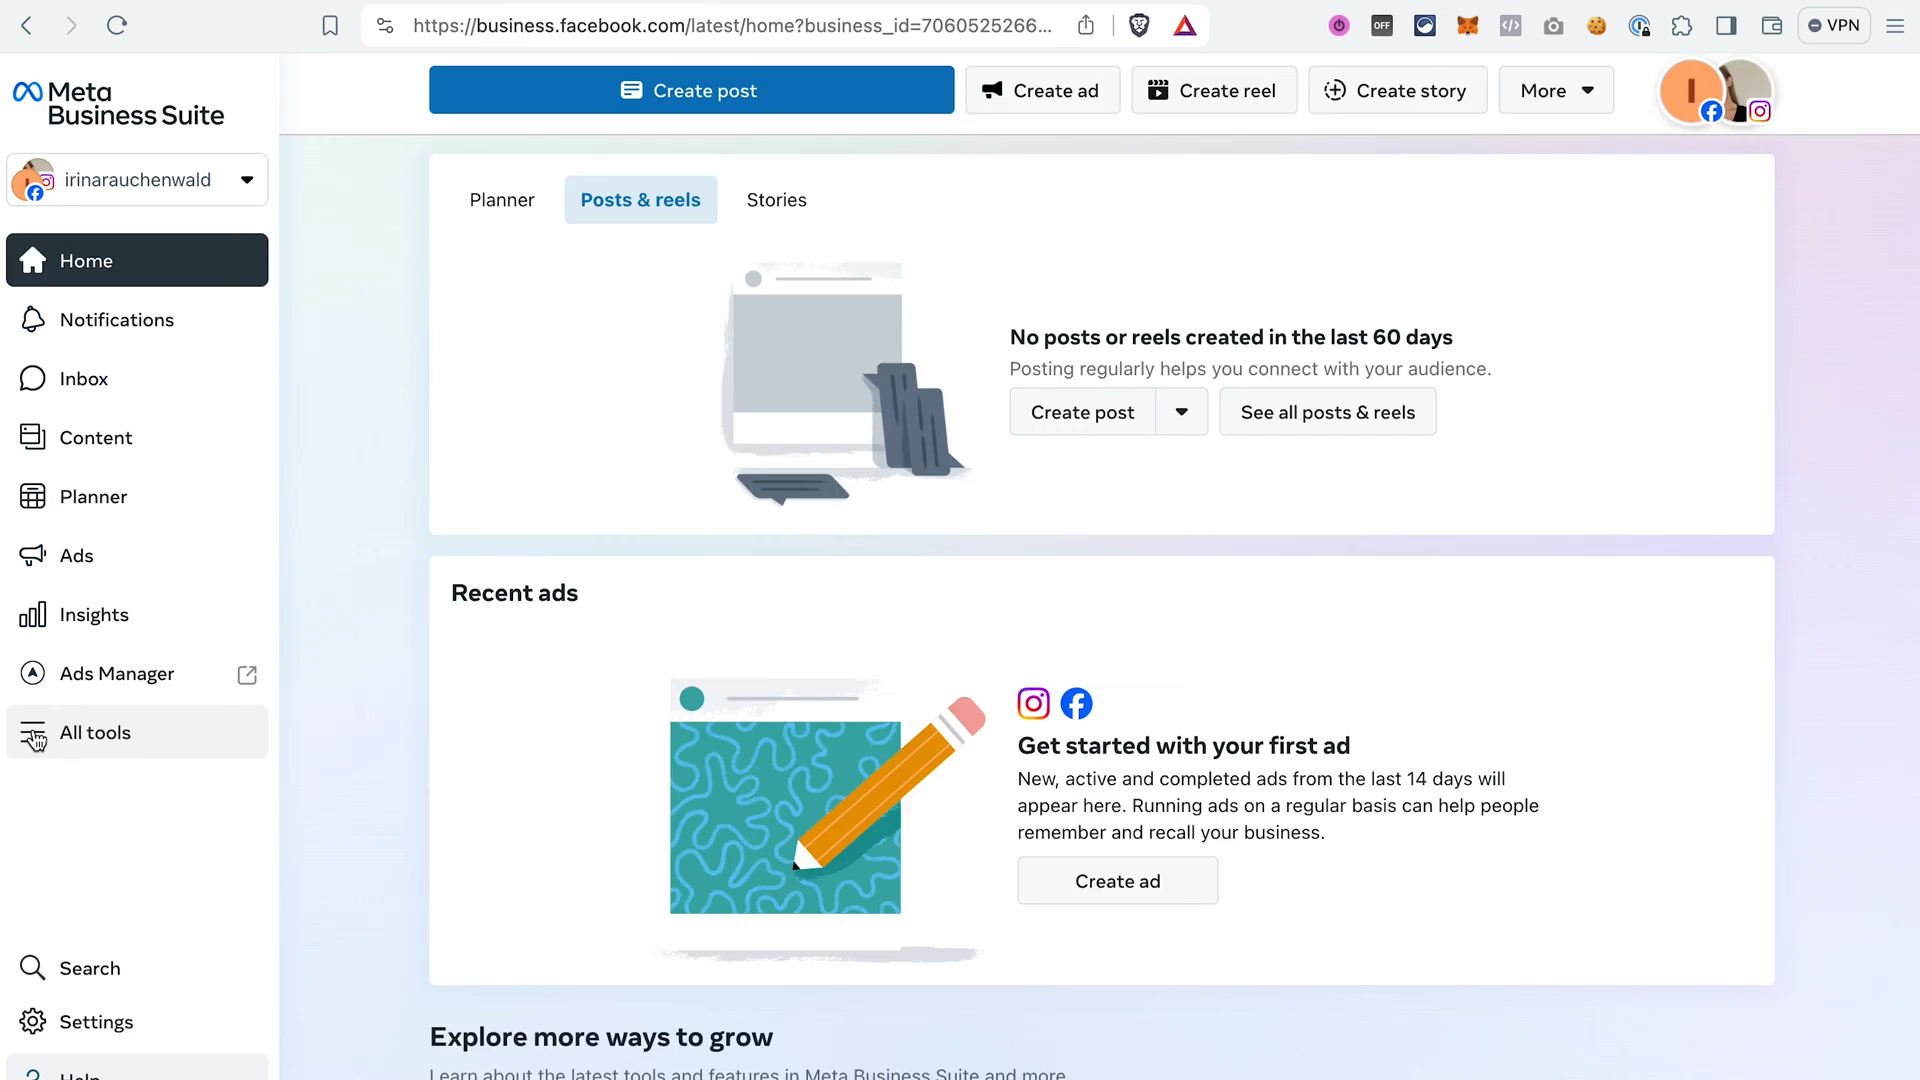 https://business.facebook.com/latest/home?business_id=7060525266...
OFF
VPN
Meta
Business Suite
irinarauchenwald
Home
Notifications
Inbox
Content
Planner
Ads
Insights
Ads Manager
All tools
Search
Settings
Help
Create post
Create ad
Create reel
Create story
More
I
Planner
Posts & reels
Stories
No posts or reels created in the last 60 days
Posting regularly helps you connect with your audience.
Create post
See all posts & reels
Recent ads
Get started with your first ad
New, active and completed ads from the last 14 days will
appear here. Running ads on a regular basis can help people
remember and recall your business.
Create ad
Explore more ways to grow
Learn about the latest tools and features in Meta Business Suite and more.